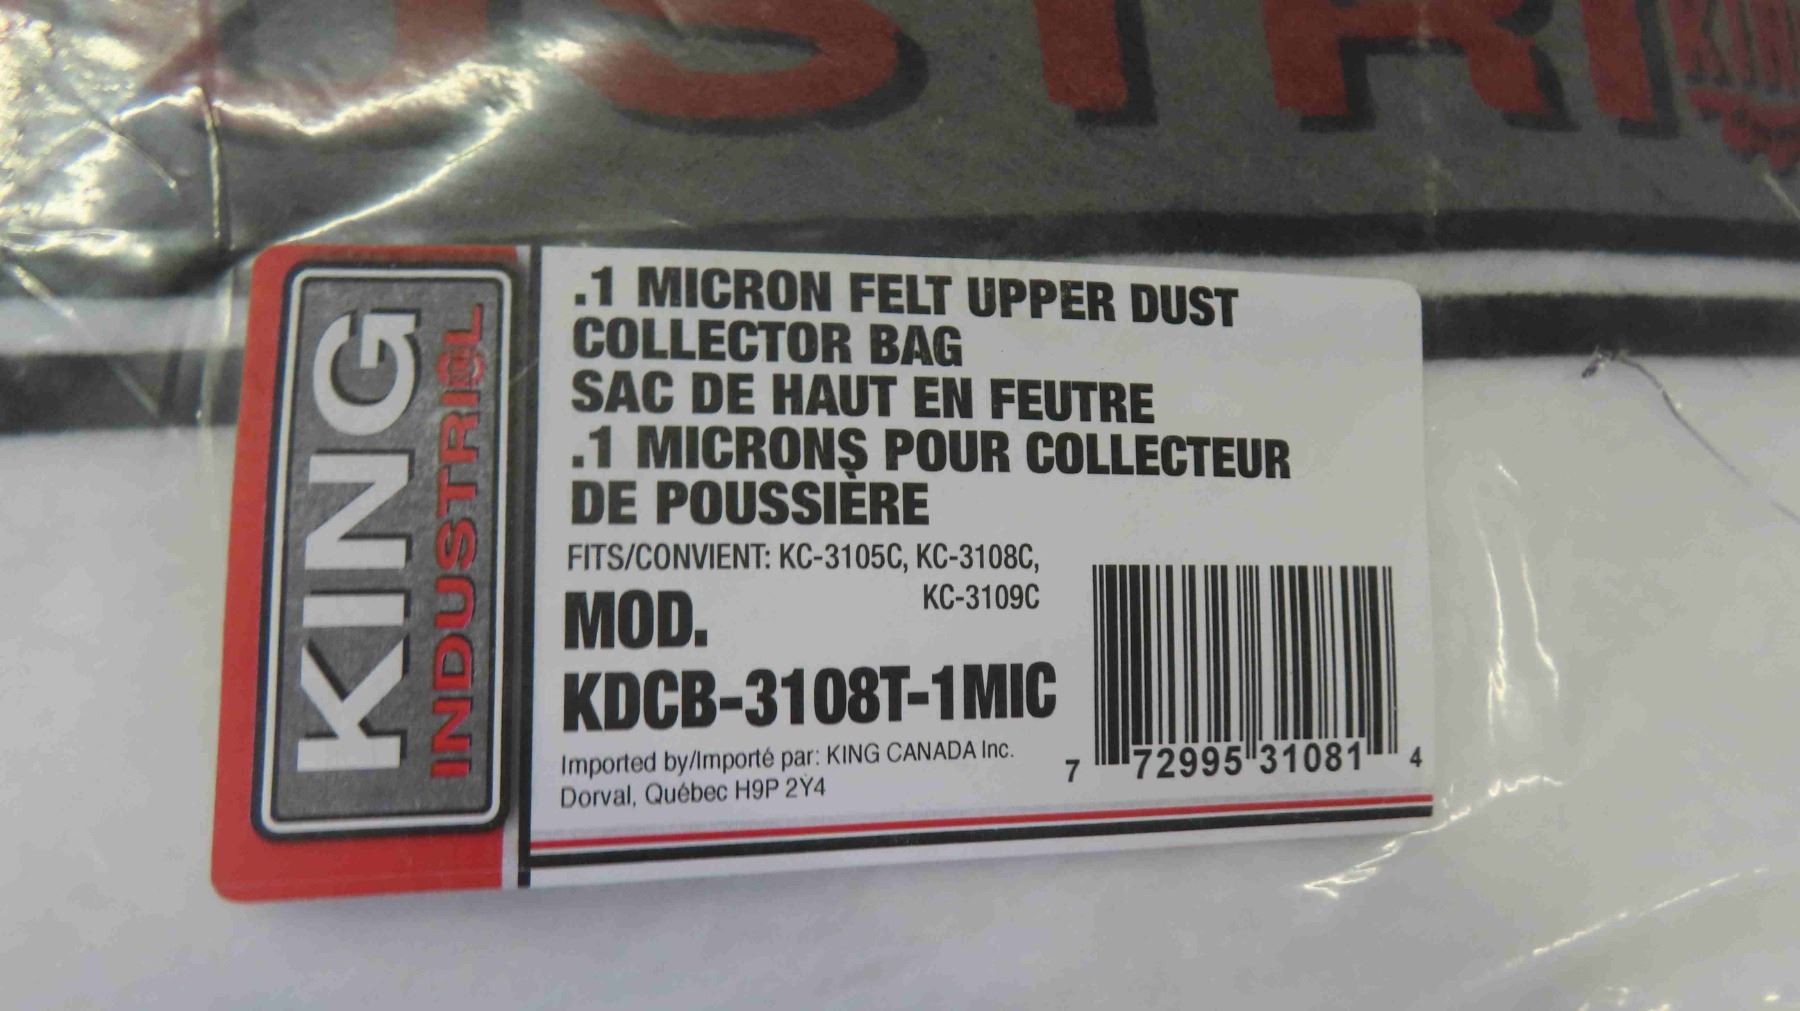 USTRI
KING
KING
INDUSTRIAL
.1 MICRON FELT UPPER DUST
COLLECTOR BAG
SAC DE HAUT EN FEUTRE
.1 MICRONS POUR COLLECTEUR
DE POUSSIÈRE
FITS/CONVIENT: KC-3105C, KC-3108C,
KC-3109C
MOD.
KDCB-3108T-1MIC
Imported by/Importé par: KING CANADA Inc.
Dorval, Québec H9P 2Y4
7 72995 31081 4